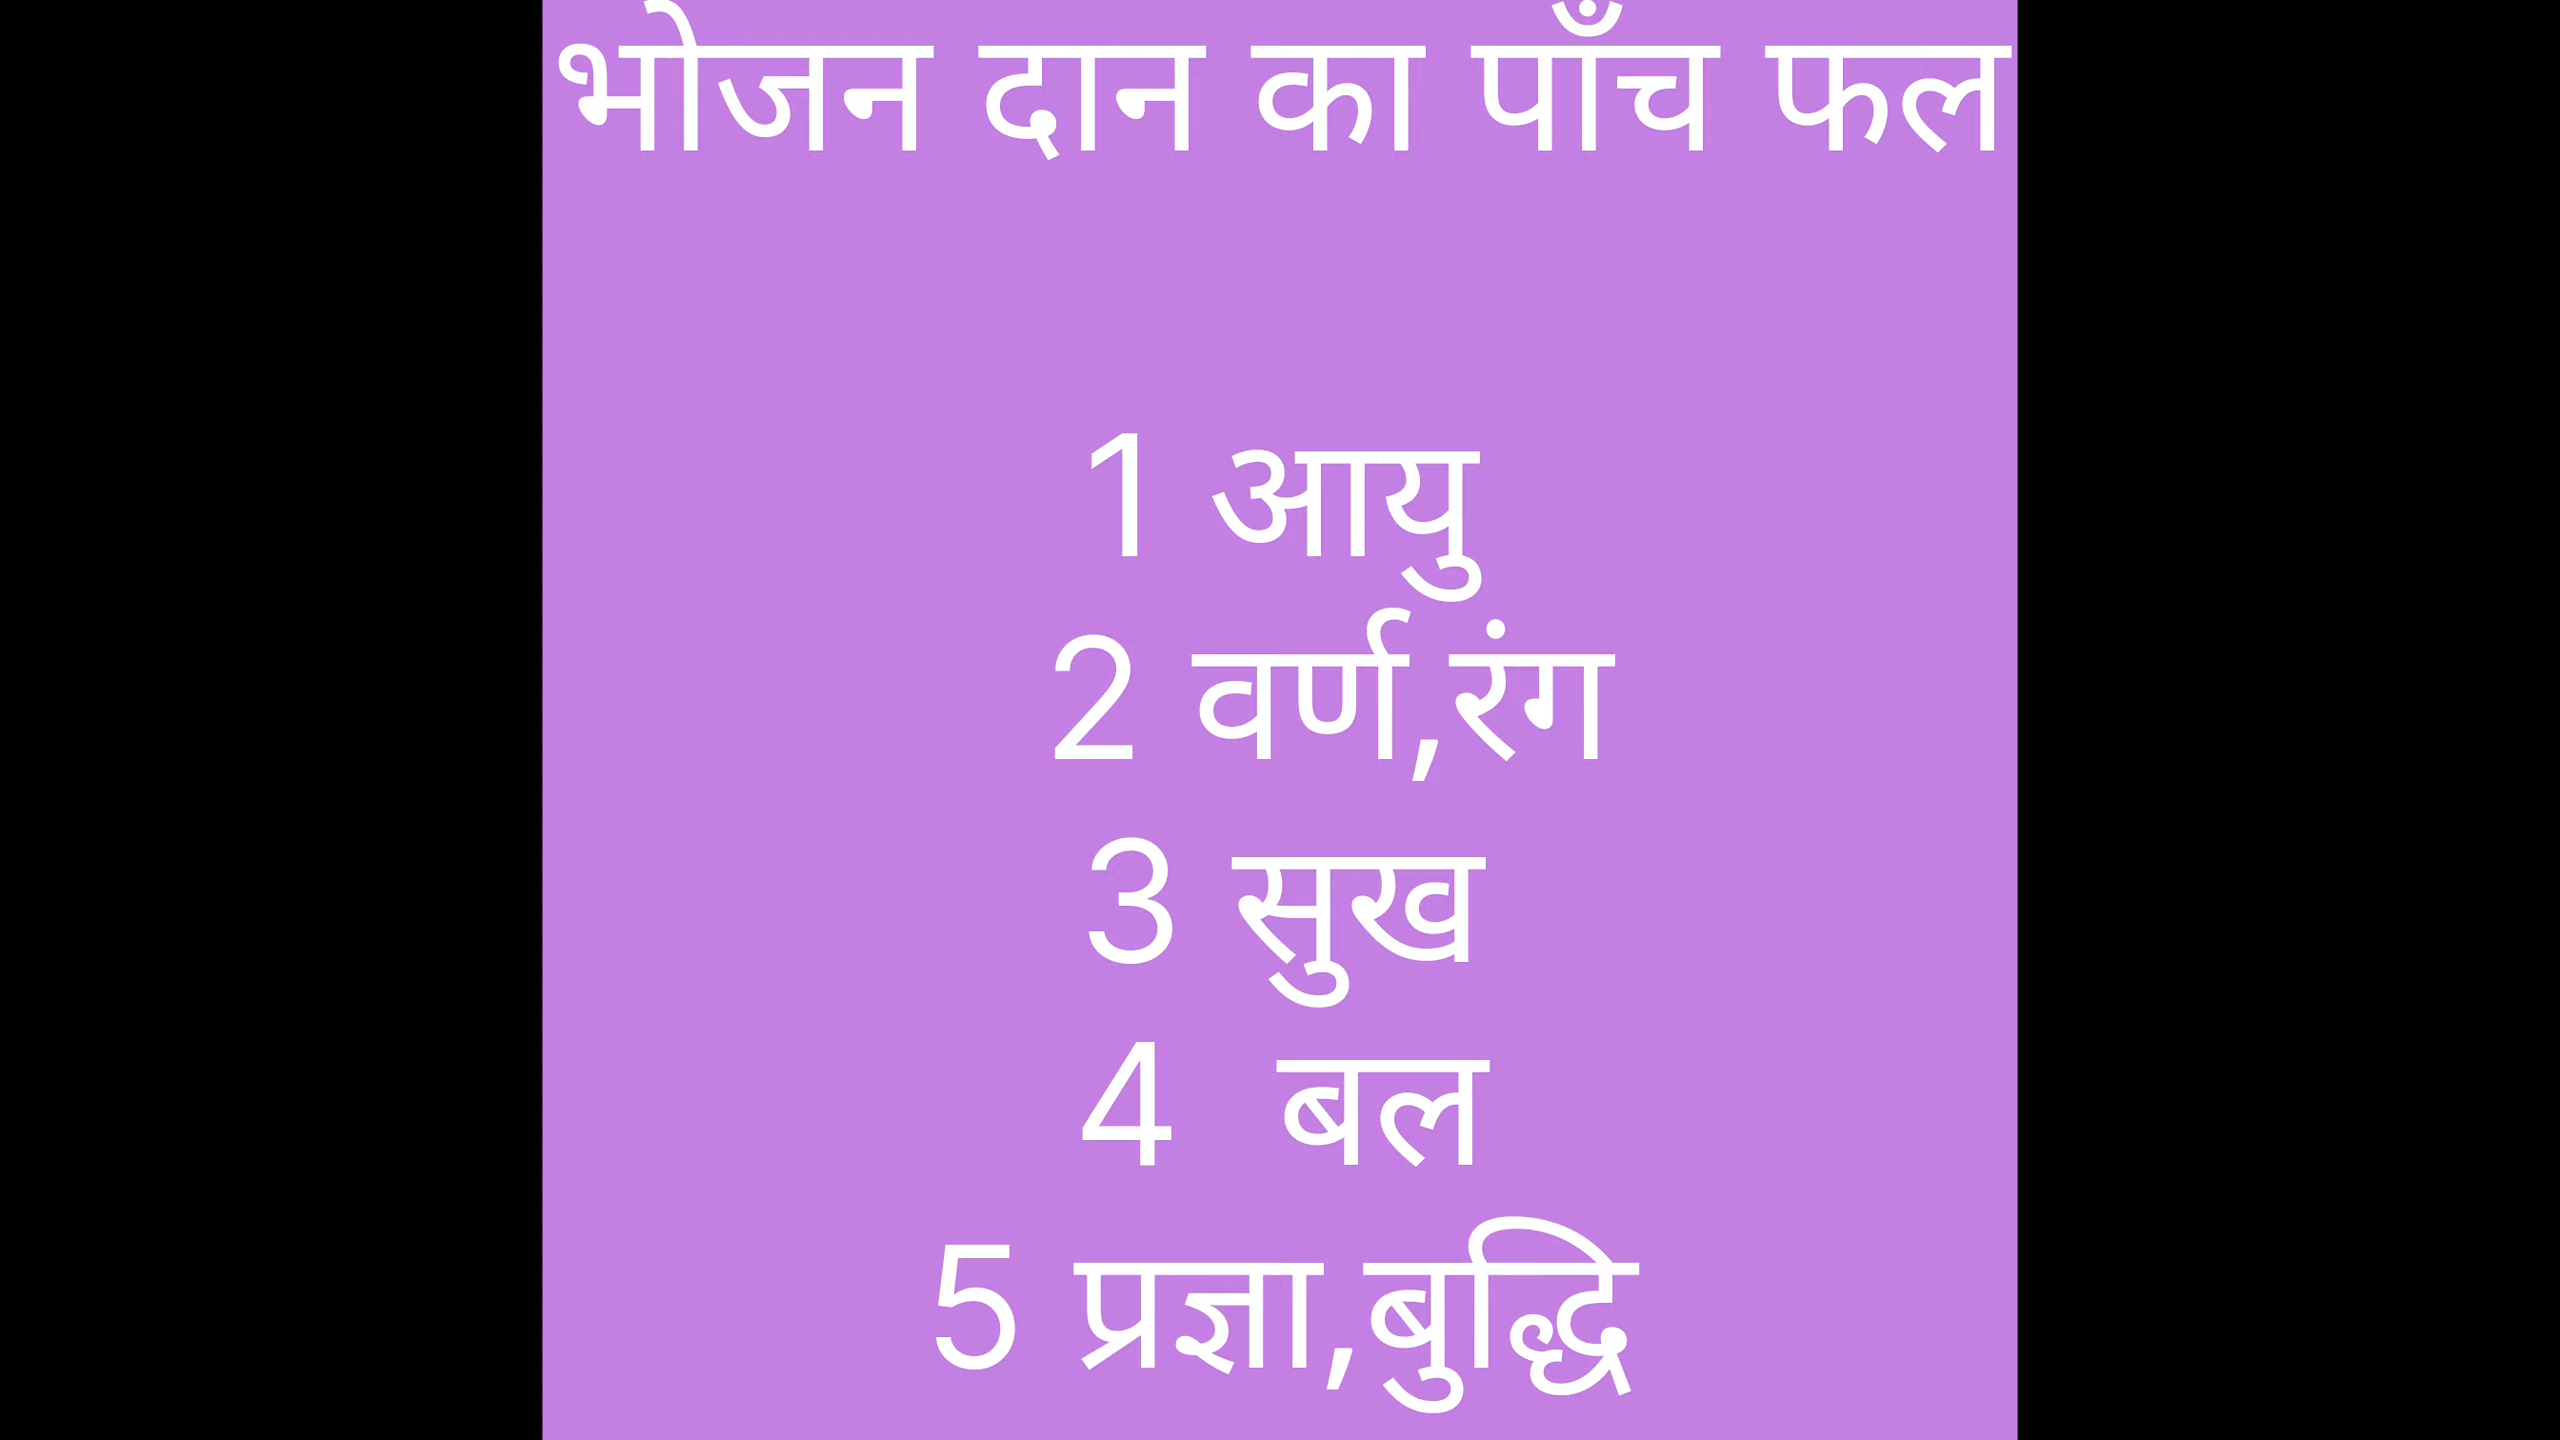 भोजन दान का पाँच फल
1 आयु
2 वर्ण,रंग
3 सुख
4 बल
5 प्रज्ञा,बुद्धि